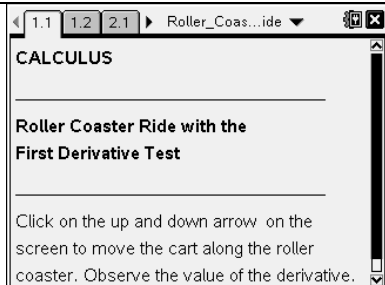 1.1 1.2 2.1 Roller_Coas...ide
CALCULUS
Roller Coaster Ride with the
First Derivative Test
Click on the up and down arrow on the
screen to move the cart along the roller
coaster. Observe the value of the derivative.